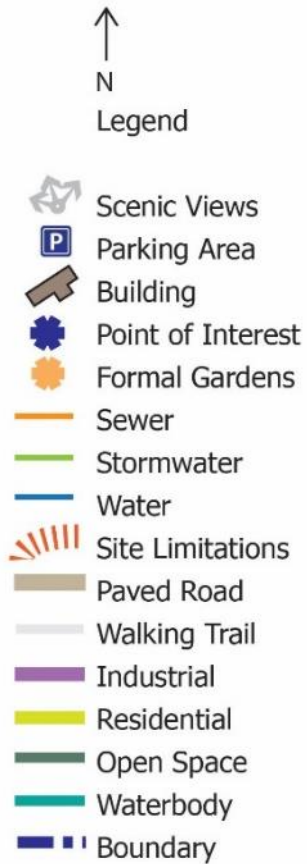 N
Legend
Scenic Views
P
Parking Area
Building
Point of Interest
Formal Gardens
Sewer
Stormwater
Water
Site Limitations
Paved Road
Walking Trail
Industrial
Residential
Open Space
Waterbody
Boundary